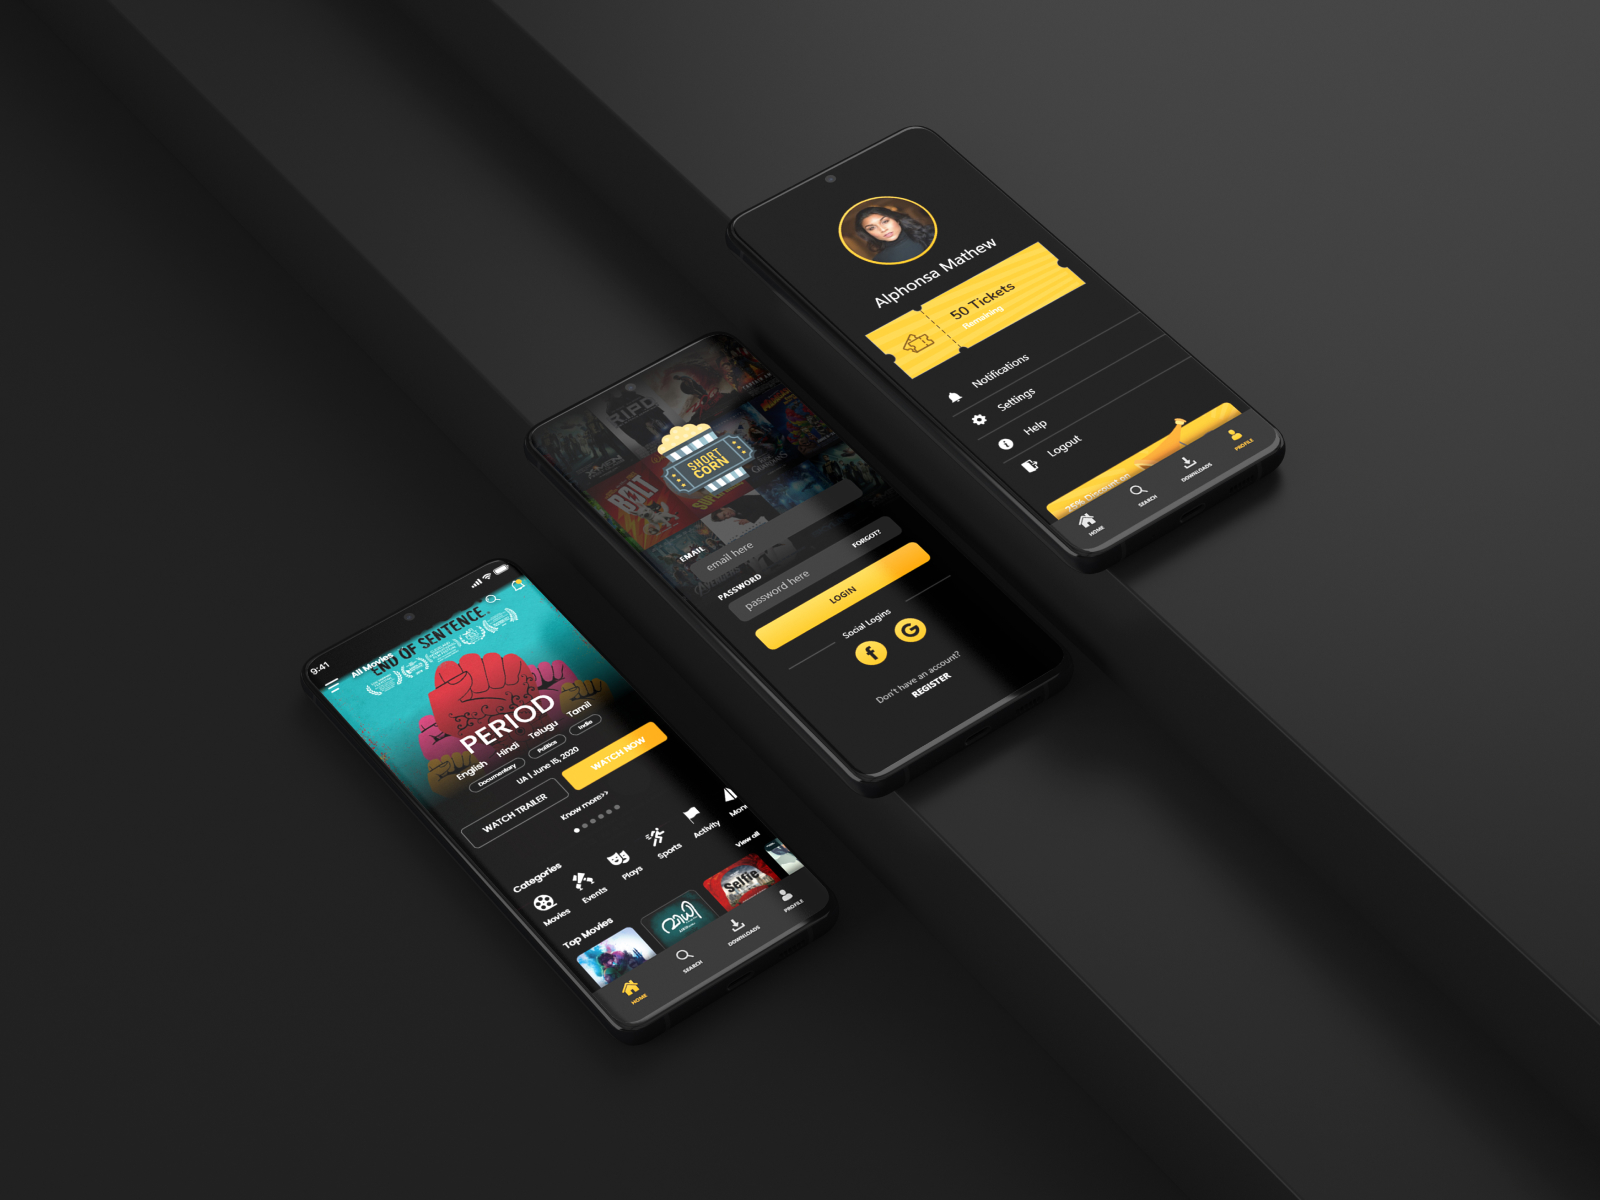 9:41
All Movies
END OF SENTENCE.
PERIOD
English Hindi Telugu Tamil
Documentary Politics Indie
UA | June 15, 2020
WATCH TRAILER
WATCH NOW
Know more>>
Categories
View all
Movies
Events
Plays
Sports
Activity
Top Movies
മാധി
Selfie
HOME
SEARCH
DOWNLOADS
PROFILE
BOLT
SHORT
CORN
EMAIL
email here
PASSWORD
FORGOT?
password here
LOGIN
Social Logins
f
G
Don't have an account?
REGISTER
Alphonsa Mathew
50 Tickets
Remaining
Notifications
Settings
Help
Logout
25% Discount on
HOME
SEARCH
DOWNLOADS
PROFILE